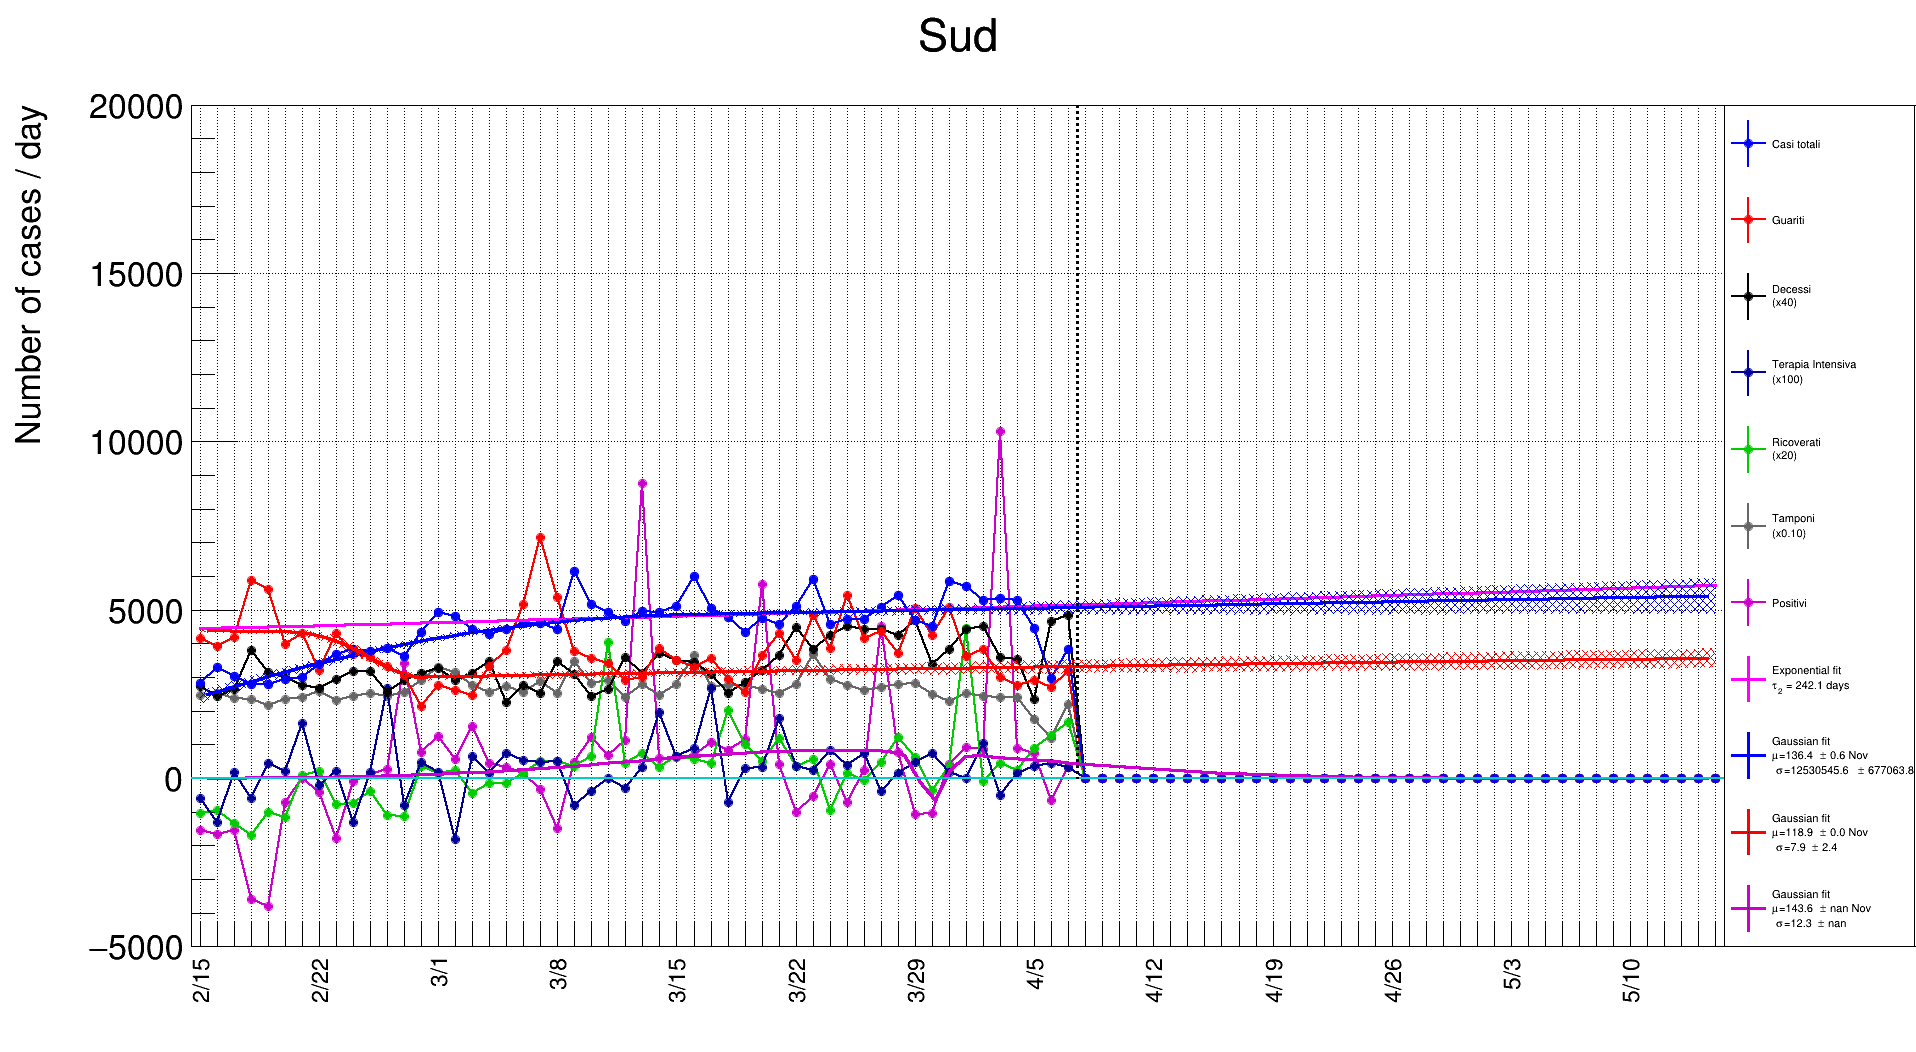 Sud
Number of cases / day
20000
15000
10000
5000
0
−5000
2/15
2/22
3/1
3/8
3/15
3/22
3/29
4/5
4/12
4/19
4/26
5/3
5/10
Casi totali
Guariti
Decessi
(x40)
Terapia Intensiva
(x100)
Ricoverati
(x20)
Tamponi
(x0.10)
Positivi
Exponential fit
τ2 = 242.1 days
Gaussian fit
μ=136.4 ± 0.6 Nov
σ=12530545.6 ± 677063.8
Gaussian fit
μ=118.9 ± 0.0 Nov
σ=7.9 ± 2.4
Gaussian fit
μ=143.6 ± nan Nov
σ=12.3 ± nan